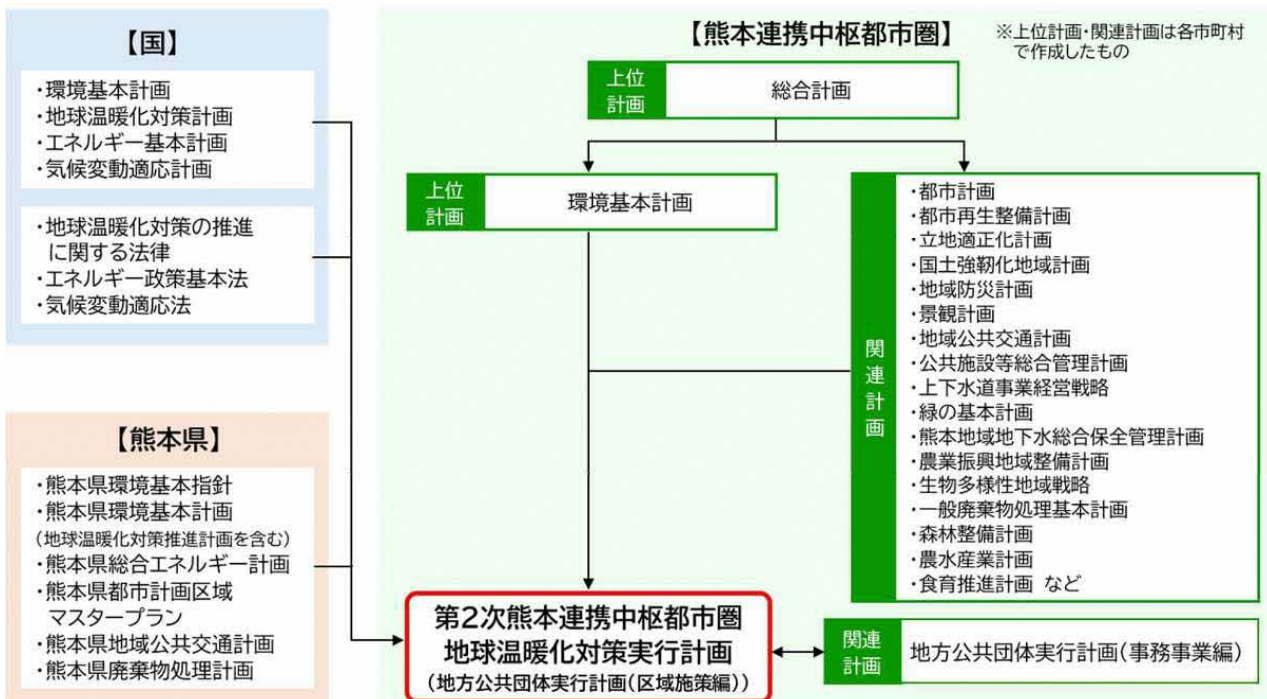 【国】
・環境基本計画
・地球温暖化対策計画
・エネルギー基本計画
・気候変動適応計画
・地球温暖化対策の推進
に関する法律
・エネルギー政策基本法
・気候変動適応法
【熊本県】
・熊本県環境基本指針
・熊本県環境基本計画
(地球温暖化対策推進計画を含む)
・熊本県総合エネルギー計画
・熊本県都市計画区域
マスタープラン
・熊本県地域公共交通計画
・熊本県廃棄物処理計画
【熊本連携中枢都市圏】
※上位計画・関連計画は各市町村
で作成したもの
上位
計画
総合計画
上位
計画
環境基本計画
関連計画
・都市計画
・都市再生整備計画
・立地適正化計画
・国土強靭化地域計画
・地域防災計画
・景観計画
・地域公共交通計画
・公共施設等総合管理計画
・上下水道事業経営戦略
・緑の基本計画
・熊本地域地下水総合保全管理計画
・農業振興地域整備計画
・生物多様性地域戦略
・一般廃棄物処理基本計画
・森林整備計画
・農水産業計画
・食育推進計画 など
第2次熊本連携中枢都市圏
地球温暖化対策実行計画
(地方公共団体実行計画(区域施策編))
関連
計画
地方公共団体実行計画(事務事業編)